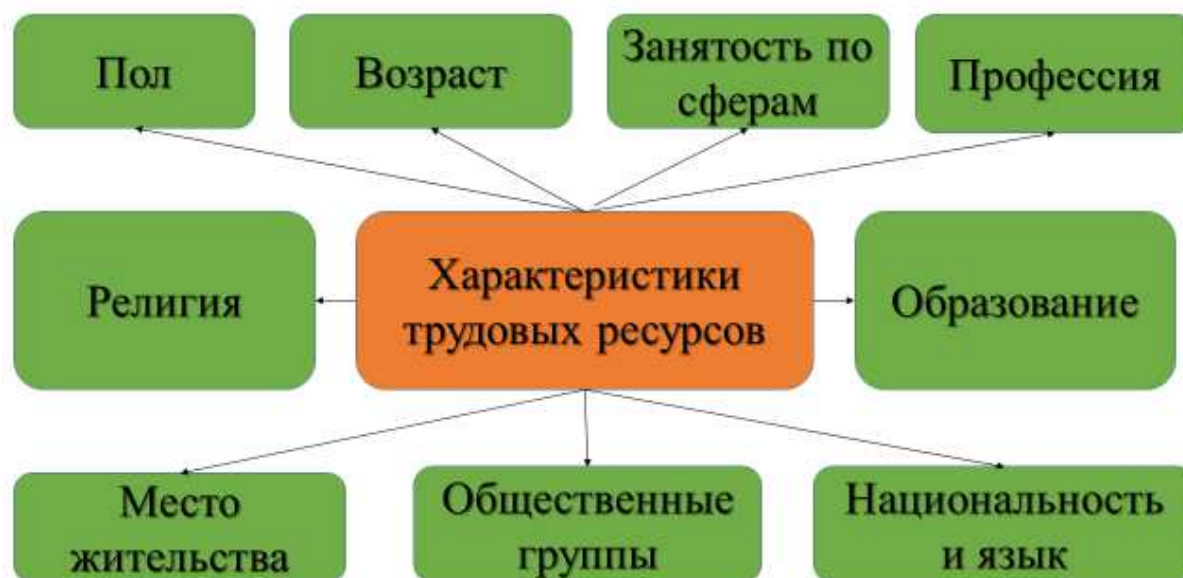 Пол
Возраст
Занятость по
сферам
Профессия
Религия
Характеристики
трудовых ресурсов
Образование
Место
жительства
Общественные
группы
Национальность
и язык